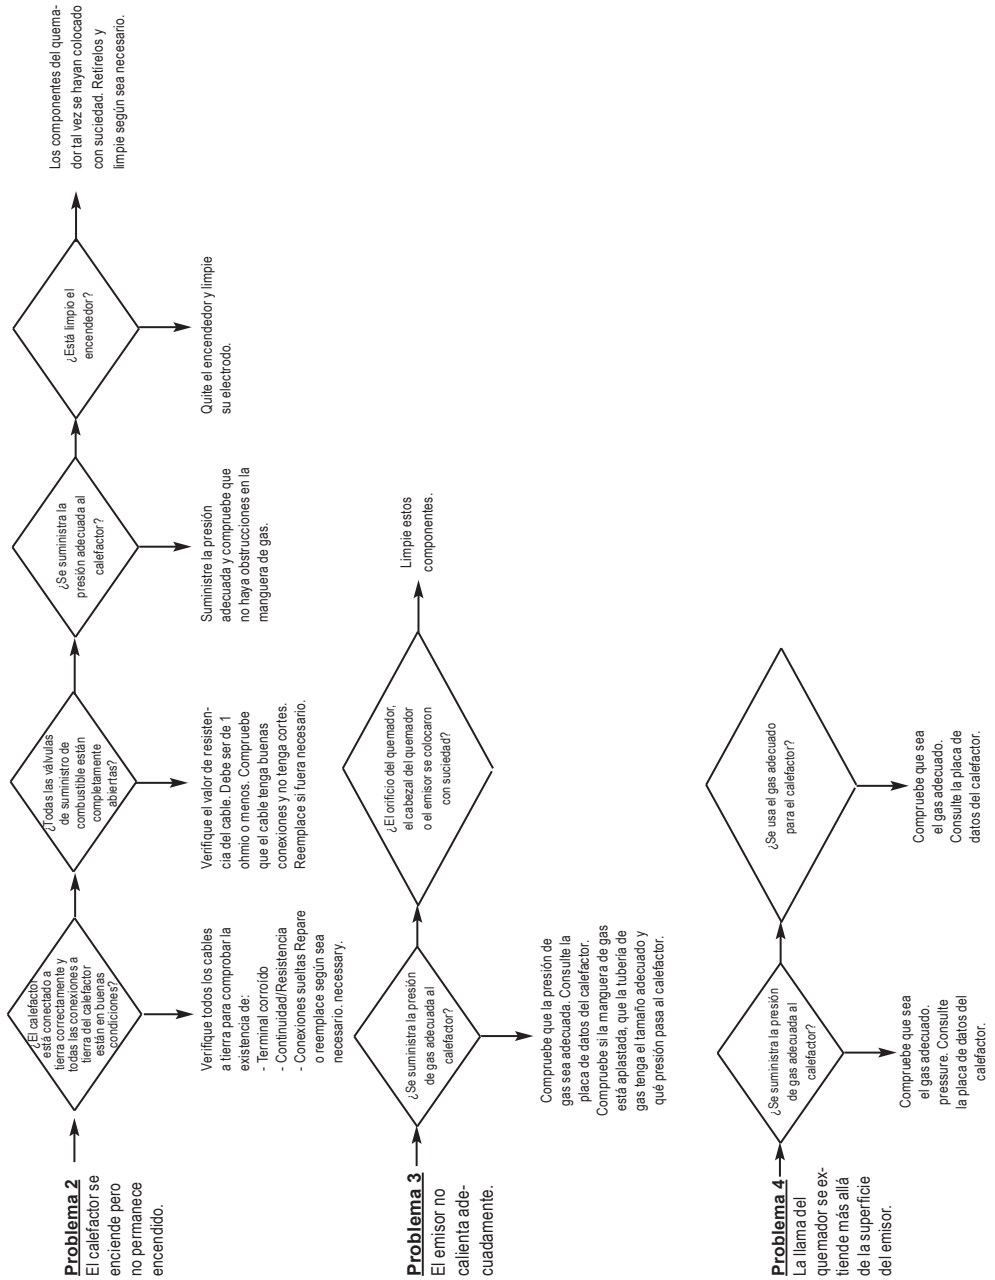 Problema 2
El calefactor se
enciende pero
no permanece
encendido.
¿El calefactor
está conectado a
tierra correctamente y
todas las conexiones a
tierra del calefactor
están en buenas
condiciones?
Verifique todos los cables
a tierra para comprobar la
existencia de:
- Terminal corroído
- Continuidad/Resistencia
- Conexiones sueltas Repare
o reemplace según sea
necesario. necessary.
¿Todas las válvulas
de suministro de
combustible están
completamente
abiertas?
Verifique el valor de resisten-
cia del cable. Debe ser de 1
ohmio o menos. Compruebe
que el cable tenga buenas
conexiones y no tenga cortes.
Reemplace si fuera necesario.
¿Se suministra la
presión adecuada al
calefactor?
Suministre la presión
adecuada y compruebe que
no haya obstrucciones en la
manguera de gas.
¿Está limpio el
encendedor?
Quite el encendedor y limpie
su electrodo.
Los componentes del quema-
dor tal vez se hayan colocado
con suciedad. Retírelos y
limpie según sea necesario.
Problema 3
El emisor no
calienta ade-
cuadamente.
¿Se suministra la presión
de gas adecuada al
calefactor?
Compruebe que la presión de
gas sea adecuada. Consulte la
placa de datos del calefactor.
Compruebe si la manguera de gas
está aplastada, que la tubería de
gas tenga el tamaño adecuado y
qué presión pasa al calefactor.
¿El orificio del quemador,
el cabezal del quemador
o el emisor se colocaron
con suciedad?
Limpie estos
componentes.
Problema 4
La llama del
quemador se ex-
tiende más allá
de la superficie
del emisor.
¿Se suministra la presión
de gas adecuada al
calefactor?
Compruebe que sea
el gas adecuado.
pressure. Consulte
la placa de datos del
calefactor.
¿Se usa el gas adecuado
para el calefactor?
Compruebe que sea
el gas adecuado.
Consulte la placa de
datos del calefactor.